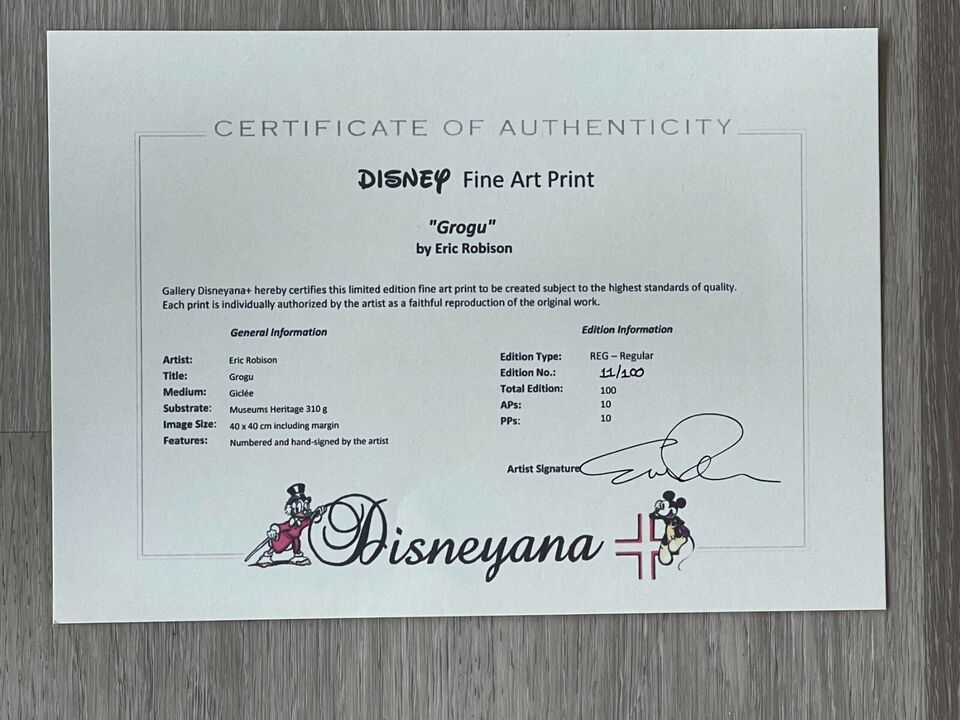 CERTIFICATE OF AUTHENTICITY
DISNEY Fine Art Print
"Grogu"
by Eric Robison
Gallery Disneyana+ hereby certifies this limited edition fine art print to be created subject to the highest standards of quality.
Each print is individually authorized by the artist as a faithful reproduction of the original work.
General Information
Artist: Eric Robison
Title: Grogu
Medium: Giclée
Substrate: Museums Heritage 310 g
Image Size: 40 x 40 cm including margin
Features: Numbered and hand-signed by the artist
Edition Information
Edition Type: REG – Regular
Edition No.: 11/100
Total Edition: 100
APs: 10
PPs: 10
Artist Signature
Disneyana